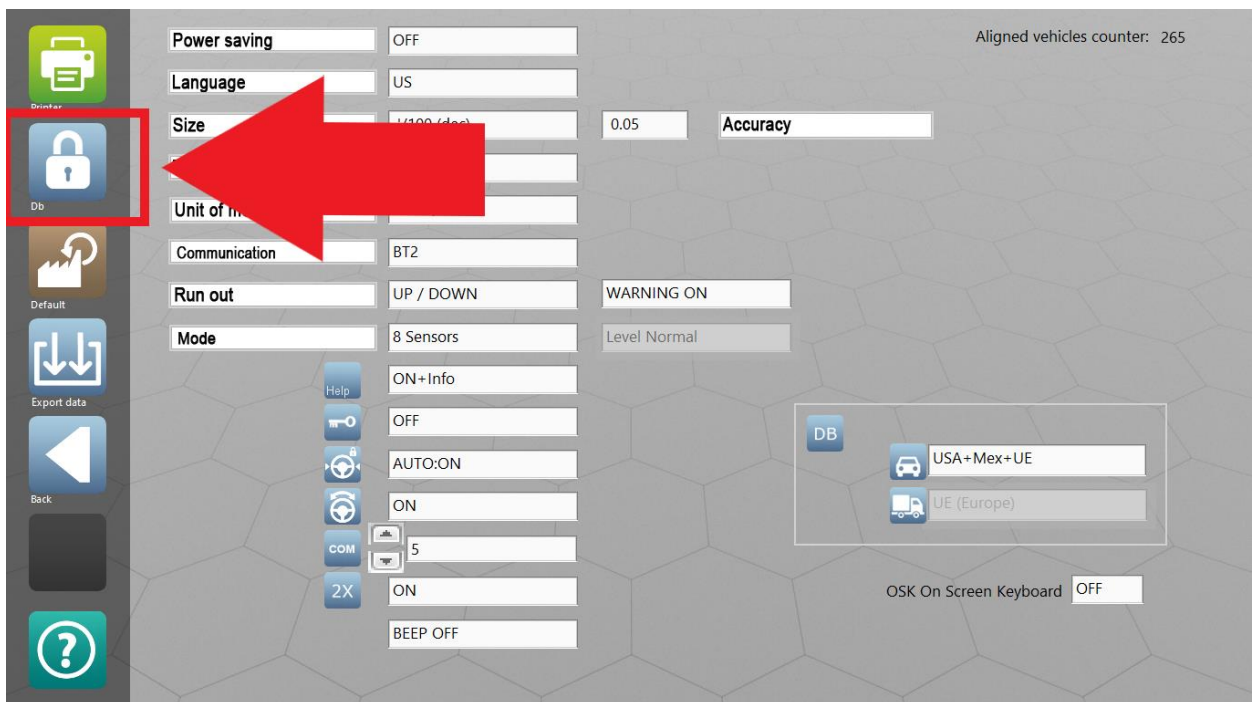 Power saving
OFF
Aligned vehicles counter: 265
Language
US
Size
0.05
Accuracy
Unit of
Communication
BT2
Run out
UP / DOWN
WARNING ON
Mode
8 Sensors
Level Normal
Help
ON+Info
OFF
AUTO:ON
ON
COM
5
2X
ON
BEEP OFF
DB
USA+Mex+UE
UE (Europe)
OSK On Screen Keyboard
OFF
Printer
Db
Default
Export data
Back
?